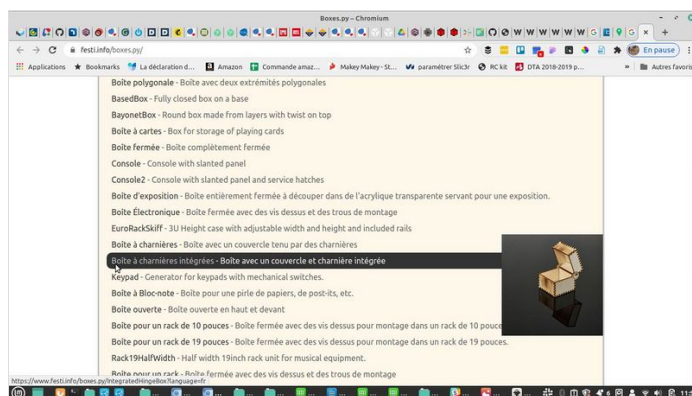 Boxes.py – Chromium
festi.info/boxes.py/
En pause
Applications
Bookmarks
La déclaration d...
Amazon
Commande amaz...
Makey Makey - St...
paramétrer Slic3r
RC kit
DTA 2018-2019 p...
»
Autres favoris
Boîte polygonale - Boîte avec deux extrémités polygonales
BasedBox - Fully closed box on a base
BayonetBox - Round box made from layers with twist on top
Boîte à cartes - Box for storage of playing cards
Boîte fermée - Boîte complètement fermée
Console - Console with slanted panel
Console2 - Console with slanted panel and service hatches
Boîte d'exposition - Boîte entièrement fermée à découper dans de l'acrylique transparente servant pour une exposition.
Boîte Électronique - Boîte fermée avec des vis dessus et des trous de montage
EuroRackSkiff - 3U Height case with adjustable width and height and included rails
Boîte à charnières - Boîte avec un couvercle tenu par des charnières
Boîte à charnières intégrées - Boîte avec un couvercle et charnière intégrée
Keypad - Generator for keypads with mechanical switches.
Boîte à Bloc-note - Boîte pour une pirle de papiers, de post-its, etc.
Boîte ouverte - Boîte ouverte en haut et devant
Boîte pour un rack de 10 pouces - Boîte fermée avec des vis dessus pour montage dans un rack de 10 pouce
Boîte pour un rack de 19 pouces - Boîte fermée avec des vis dessus pour montage dans un rack de 19 pouces.
Rack19HalfWidth - Half width 19inch rack unit for musical equipment.
Boîte pour un rack - Boîte fermée avec des vis dessus et des trous de montage
https://www.festi.info/boxes.py/IntegratedHingeBox?language=fr